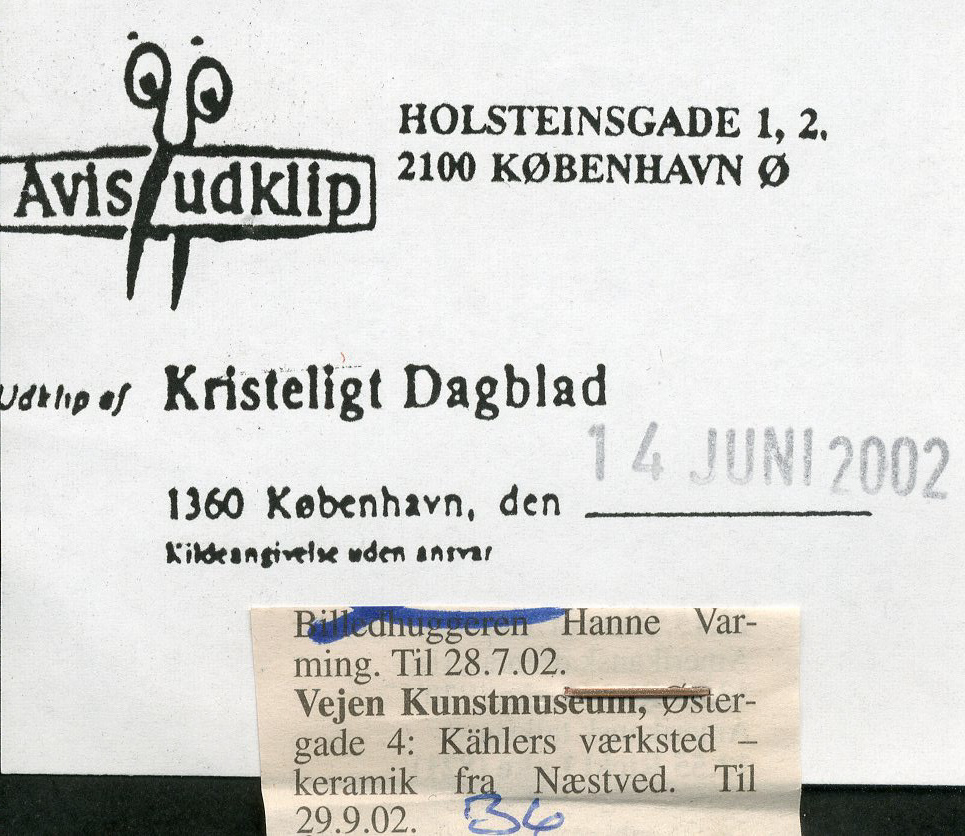 Avis udklip
HOLSTEINSGADE 1, 2.
2100 KØBENHAVN Ø
Udklip af Kristeligt Dagblad
14 JUNI 2002
1360 København, den
Kildeangivelse uden ansvar
Billedhuggeren Hanne Var-
ming. Til 28.7.02.
Vejen Kunstmuseum, Øster-
gade 4: Kählers værksted –
keramik fra Næstved. Til
29.9.02. B6